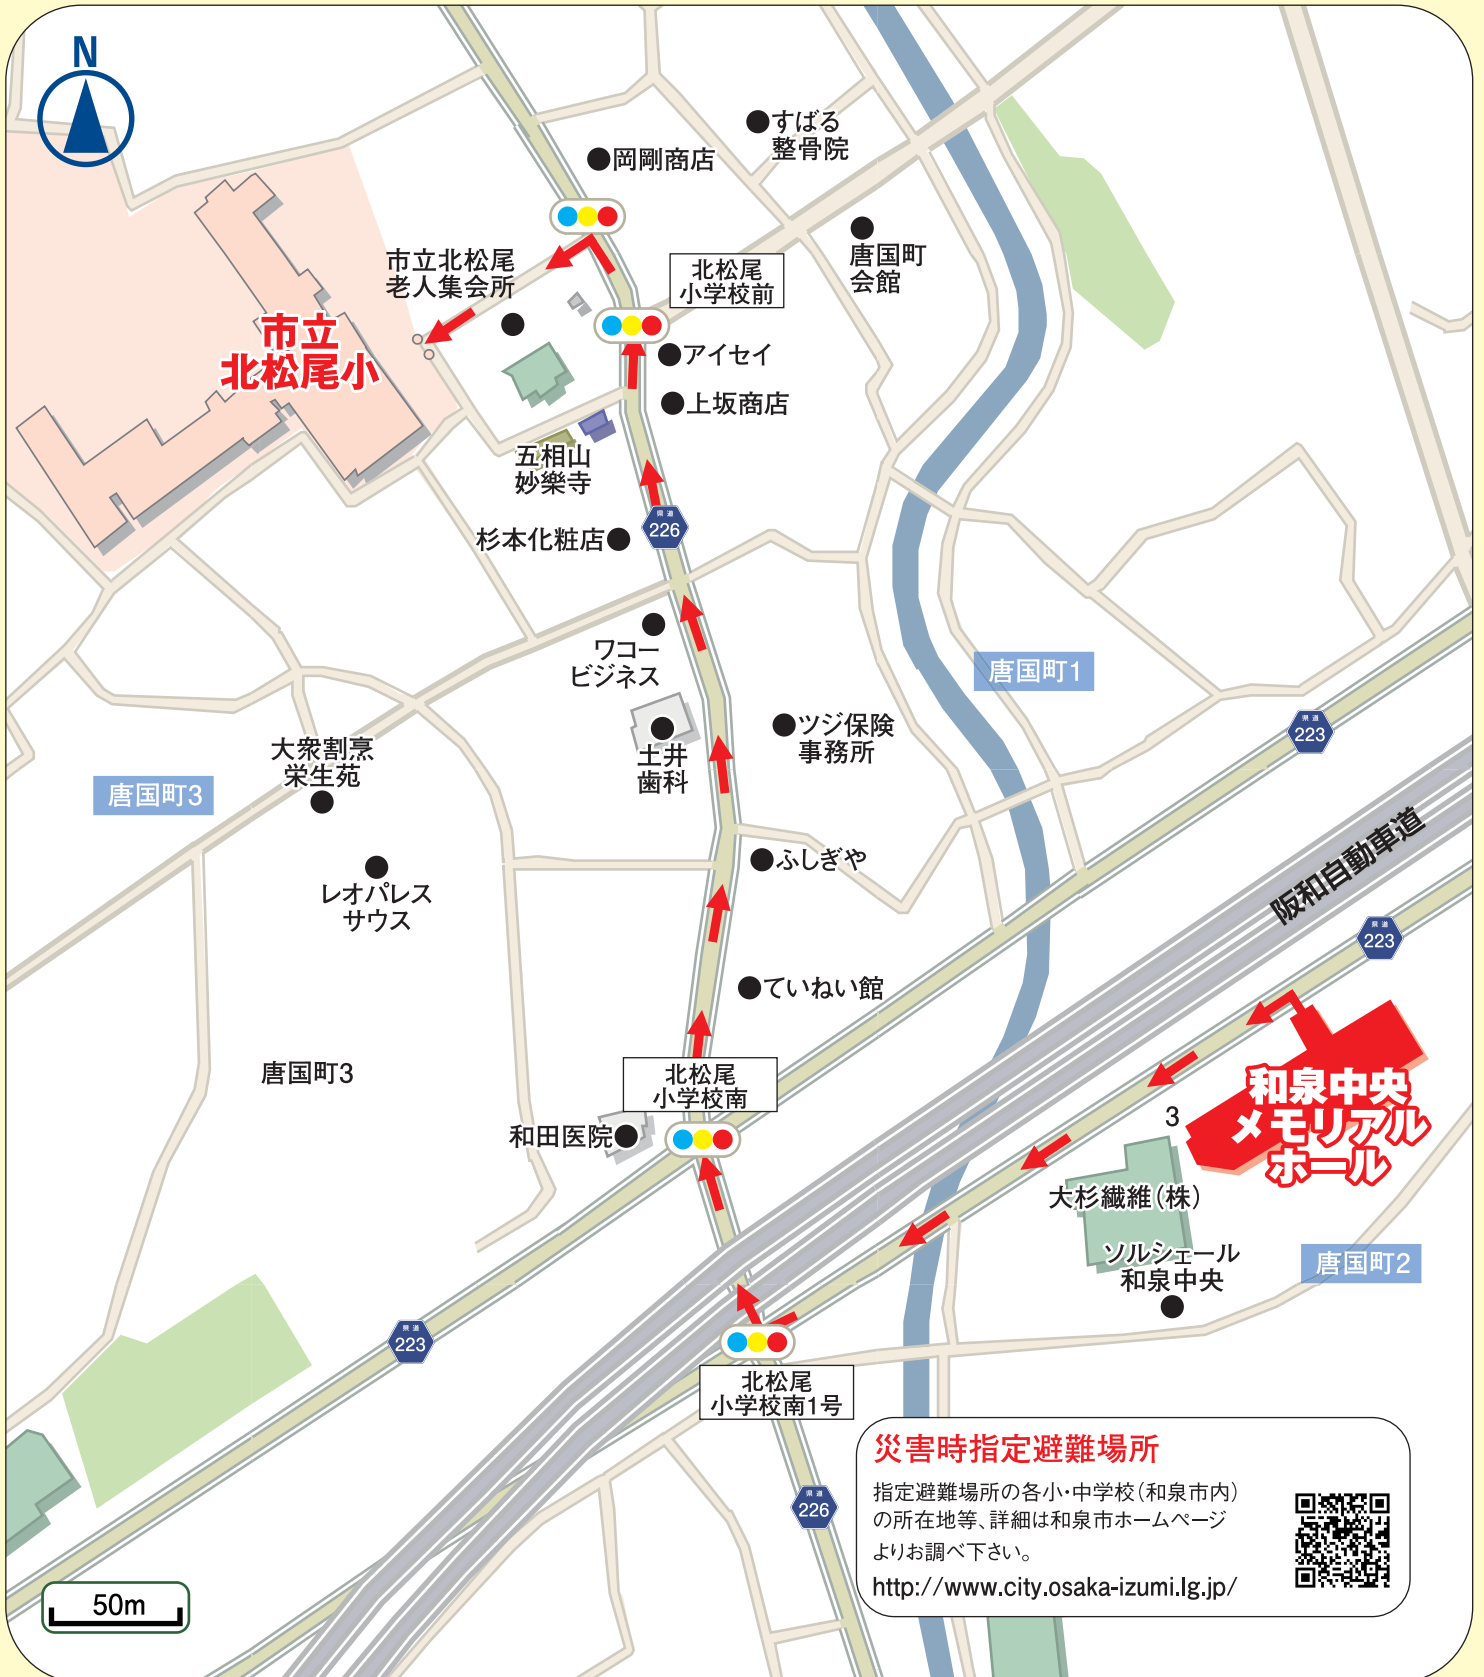 N
すばる
整骨院
岡剛商店
市立北松尾
老人集会所
唐国町
会館
北松尾
小学校前
市立
北松尾小
アイセイ
上坂商店
五相山
妙樂寺
杉本化粧店
県道
226
ワコー
ビジネス
唐国町1
ツジ保険
事務所
県道
223
土井
歯科
大衆割烹
栄生苑
唐国町3
ふしぎや
レオパレス
サウス
阪和自動車道
県道
223
ていねい館
唐国町3
北松尾
小学校南
和泉中央
メモリアル
ホール
3
和田医院
大杉繊維(株)
ソルシェール
和泉中央
唐国町2
県道
223
北松尾
小学校南1号
災害時指定避難場所
指定避難場所の各小・中学校(和泉市内)
の所在地等、詳細は和泉市ホームページ
よりお調べ下さい。
http://www.city.osaka-izumi.lg.jp/
県道
226
50m